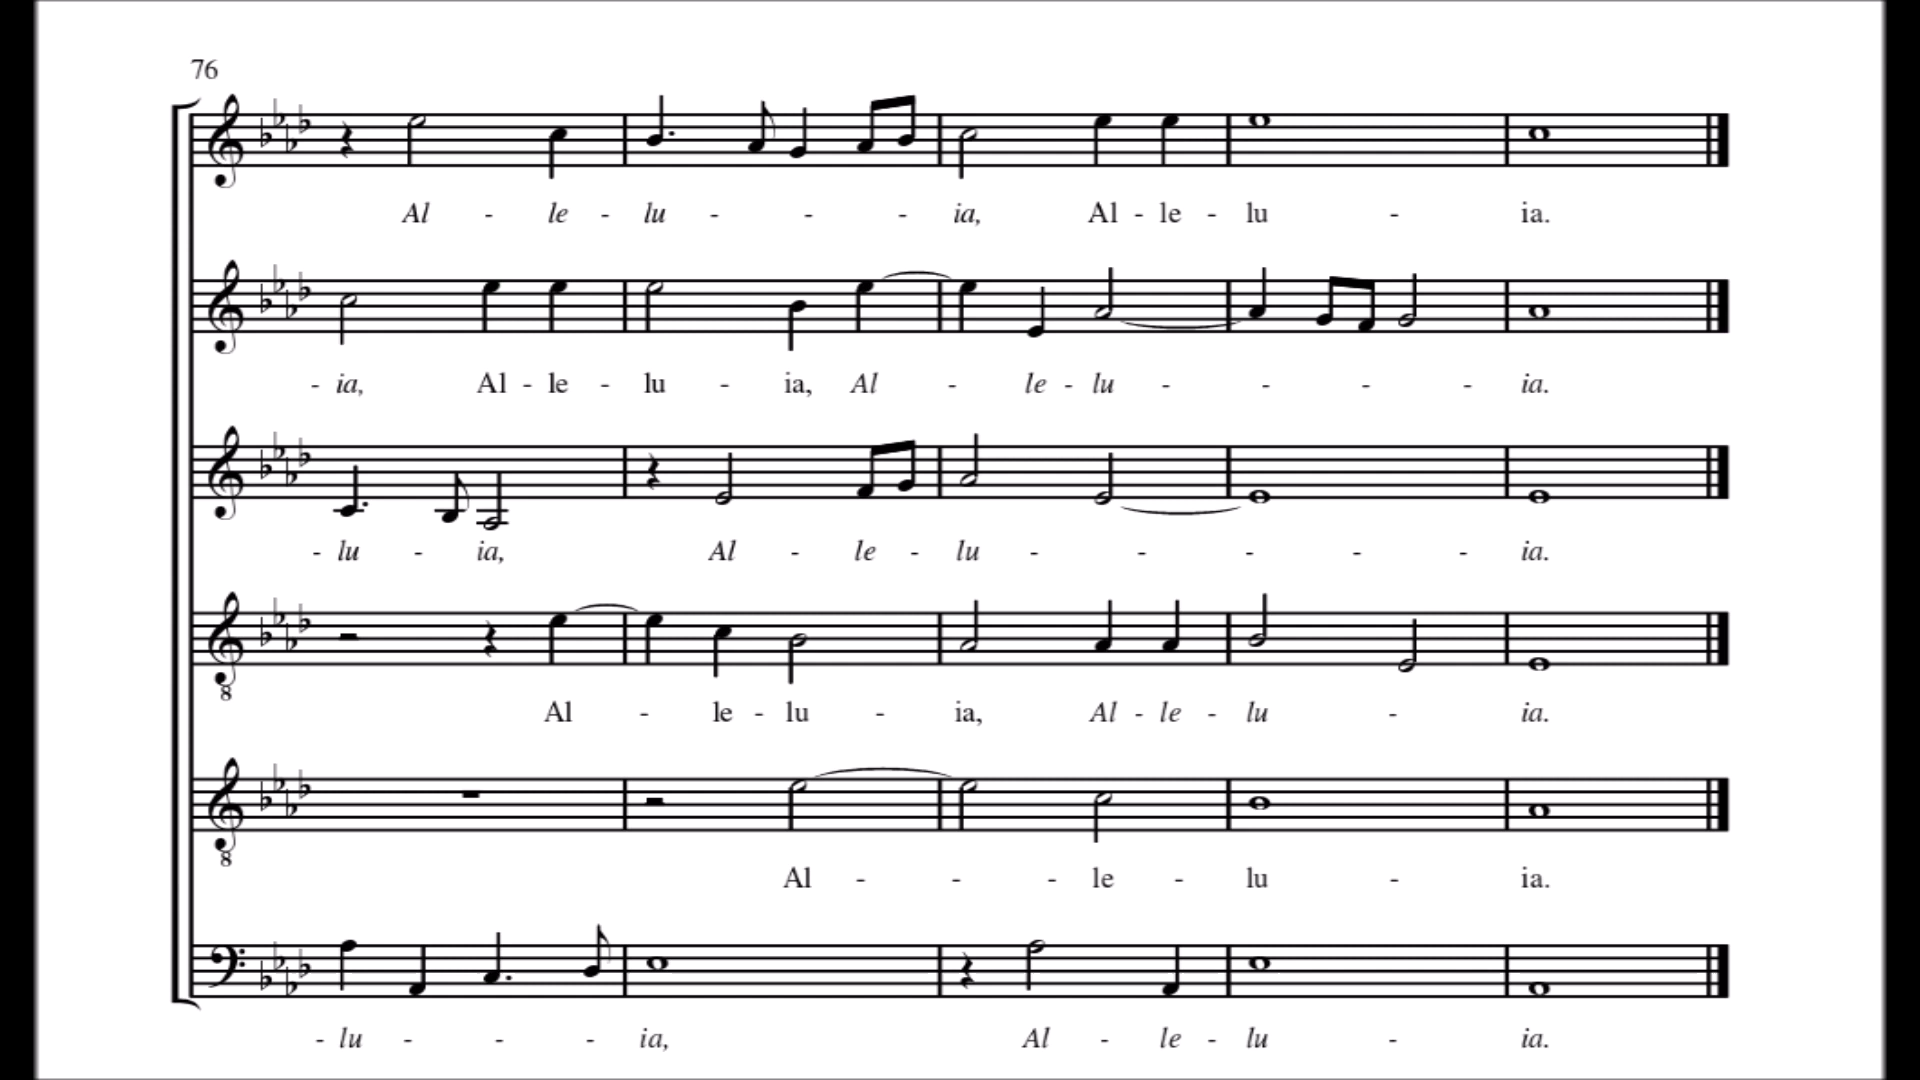 76
Al - le - lu - - - ia, Al - le - lu - ia.
- ia, Al - le - lu - ia, Al - le - lu - - - - ia.
- lu - ia, Al - le - lu - - - - - ia.
8
Al - le - lu - ia, Al - le - lu - ia.
8
Al - - - le - lu - ia.
- lu - - - ia, Al - le - lu - ia.